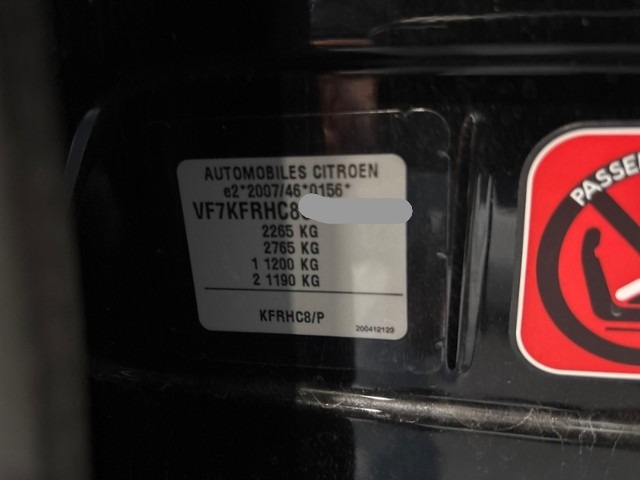 AUTOMOBILES CITROEN
e2*2007/46*0156*
VF7KFRHC8
2265 KG
2765 KG
1 1200 KG
2 1190 KG
KFRHC8/P
200412123
PASSE